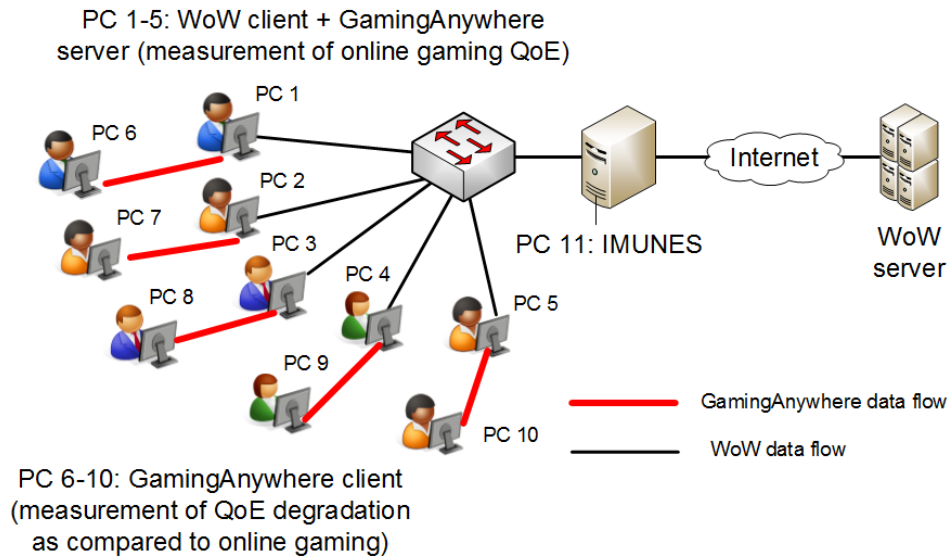 PC 1-5: WoW client + GamingAnywhere
server (measurement of online gaming QoE)
PC 1
PC 6
PC 2
PC 7
PC 3
PC 8
PC 4
PC 9
PC 5
PC 10
Internet
PC 11: IMUNES
WoW
server
GamingAnywhere data flow
WoW data flow
PC 6-10: GamingAnywhere client
(measurement of QoE degradation
as compared to online gaming)